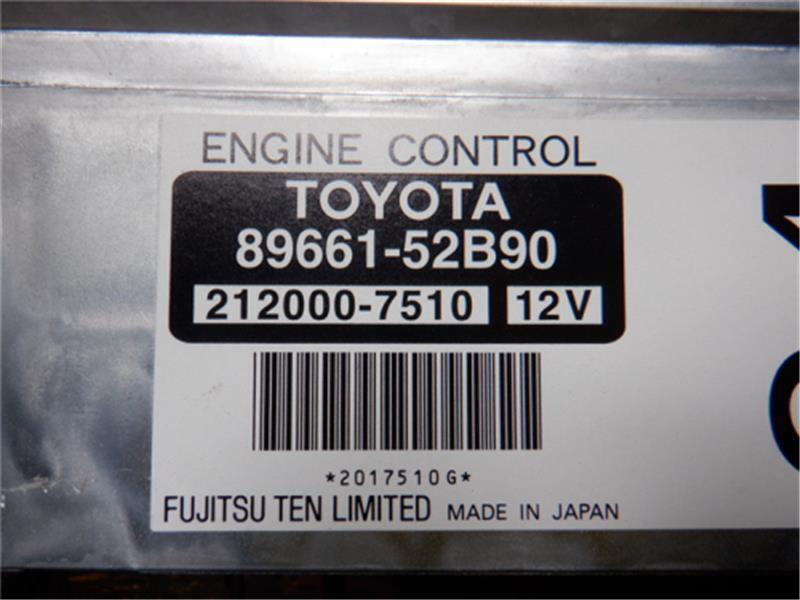 ENGINE CONTROL
TOYOTA
89661-52B90
212000-7510 12V
*2017510G*
FUJITSU TEN LIMITED MADE IN JAPAN